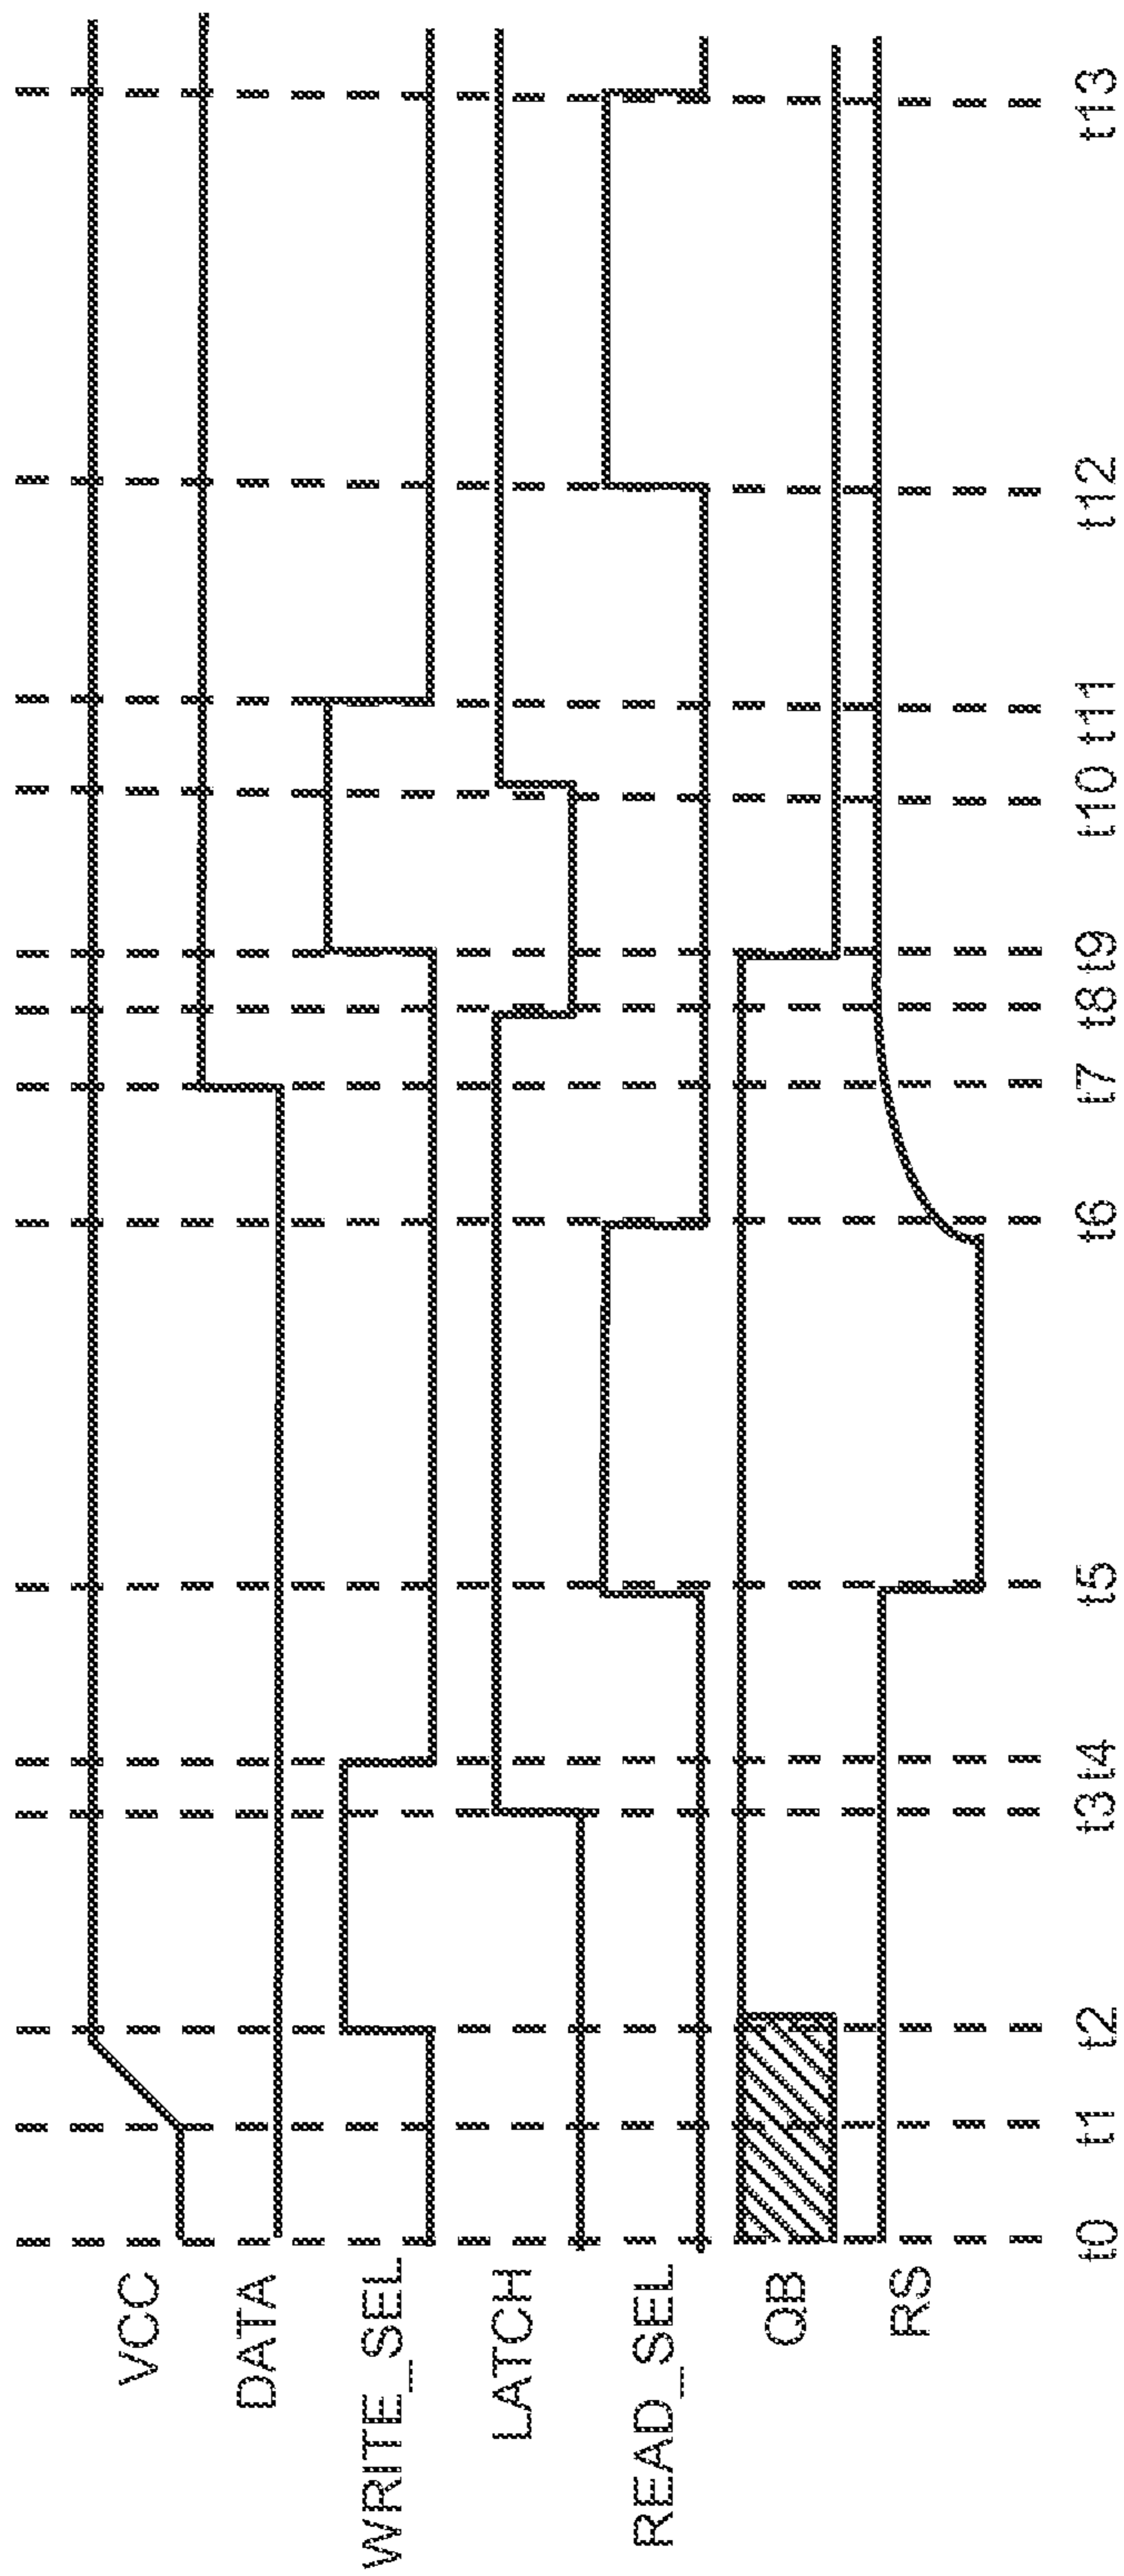 VCC
DATA
WRITE_SEL
LATCH
READ_SEL
QB
RS
t0 t1 t2 t3 t4 t5 t6 t7 t8 t9 t10 t11 t12 t13